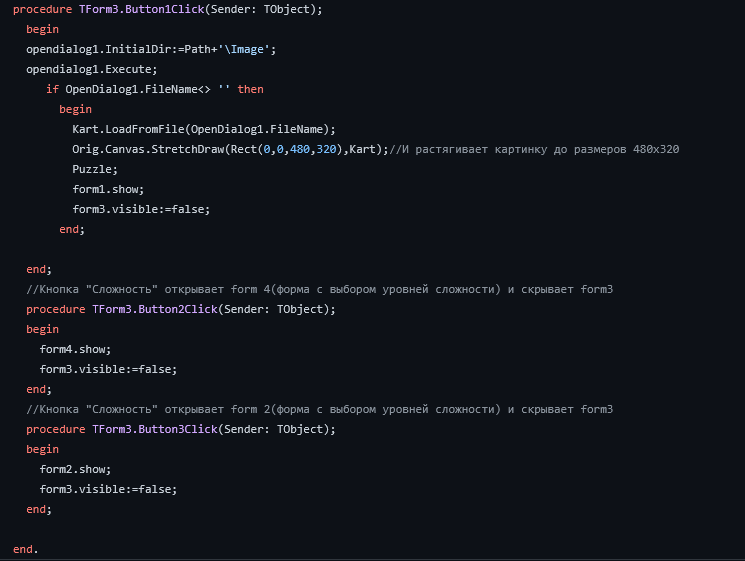 procedure TForm3.Button1Click(Sender: TObject);
begin
opendialog1.InitialDir:=Path+'\Image';
opendialog1.Execute;
if OpenDialog1.FileName<> '' then
begin
Kart.LoadFromFile(OpenDialog1.FileName);
Orig.Canvas.StretchDraw(Rect(0,0,480,320),Kart);//И растягивает картинку до размеров 480x320
Puzzle;
form1.show;
form3.visible:=false;
end;
end;
//Кнопка "Сложность" открывает form 4(форма с выбором уровней сложности) и скрывает form3
procedure TForm3.Button2Click(Sender: TObject);
begin
form4.show;
form3.visible:=false;
end;
//Кнопка "Сложность" открывает form 2(форма с выбором уровней сложности) и скрывает form3
procedure TForm3.Button3Click(Sender: TObject);
begin
form2.show;
form3.visible:=false;
end;
end.